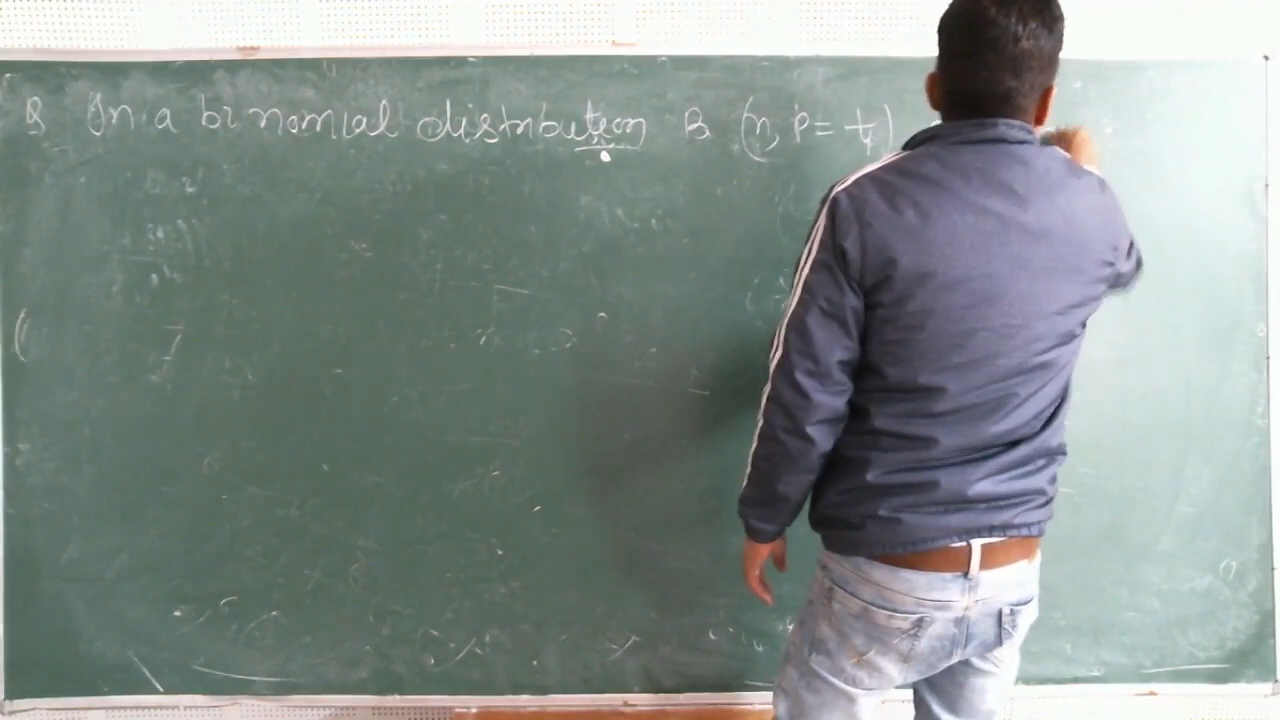 Q In a binomial distribution B (n, p = 1/4)